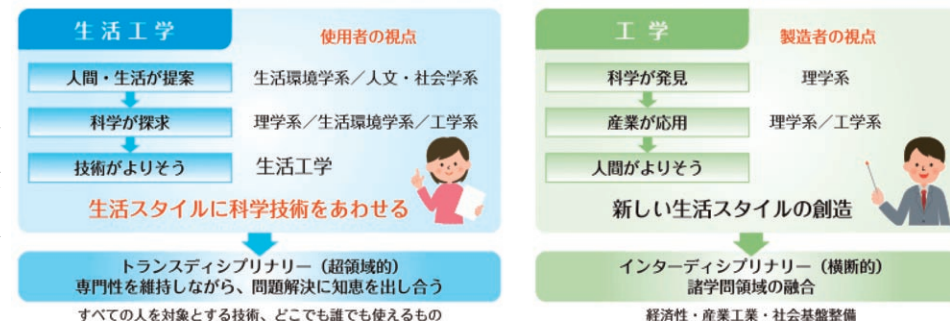 生活工学
使用者の視点
人間・生活が提案
生活環境学系／人文・社会学系
科学が探求
理学系／生活環境学系／工学系
技術がよりそう
生活工学
生活スタイルに科学技術をあわせる
トランスディシプリナリー（超領域的）
専門性を維持しながら、問題解決に知恵を出し合う
すべての人を対象とする技術、どこでも誰でも使えるもの
工学
製造者の視点
科学が発見
理学系
産業が応用
理学系／工学系
人間がよりそう
新しい生活スタイルの創造
インターディシプリナリー（横断的）
諸学問領域の融合
経済性・産業工業・社会基盤整備